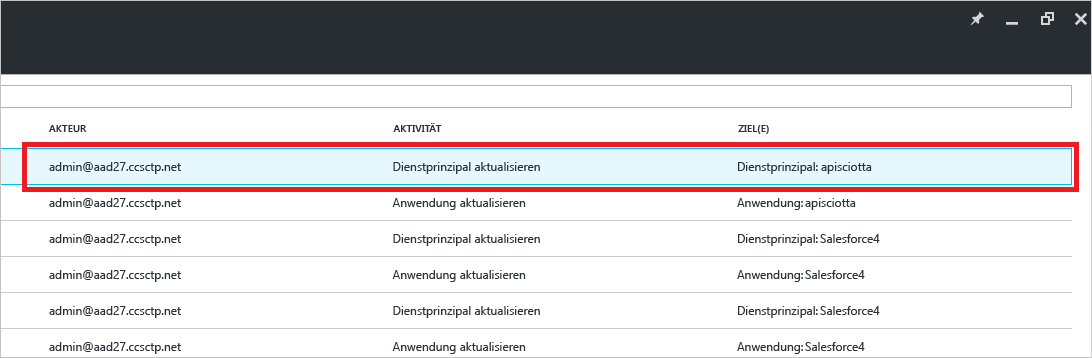 AKTEUR AKTIVITÄT ZIEL(E)
admin@aad27.ccsctp.net Dienstprinzipal aktualisieren Dienstprinzipal: apisciotta
admin@aad27.ccsctp.net Anwendung aktualisieren Anwendung: apisciotta
admin@aad27.ccsctp.net Dienstprinzipal aktualisieren Dienstprinzipal: Salesforce4
admin@aad27.ccsctp.net Anwendung aktualisieren Anwendung: Salesforce4
admin@aad27.ccsctp.net Dienstprinzipal aktualisieren Dienstprinzipal: Salesforce4
admin@aad27.ccsctp.net Anwendung aktualisieren Anwendung: Salesforce4